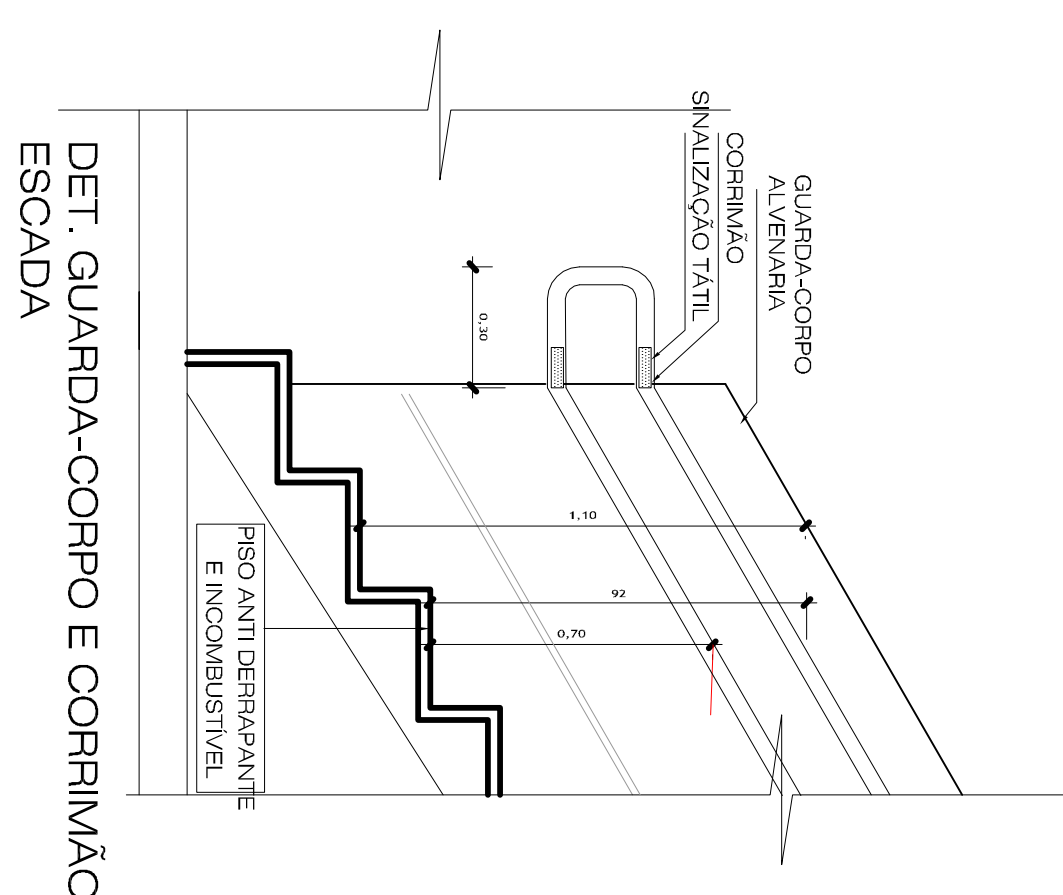 DET. GUARDA-CORPO E CORRIMÃO
ESCADA
SINALIZAÇÃO TÁTIL
CORRIMÃO
GUARDA-CORPO
ALVENARIA
0,30
1,10
92
0,70
PISO ANTI DERRAPANTE
E INCOMBUSTÍVEL